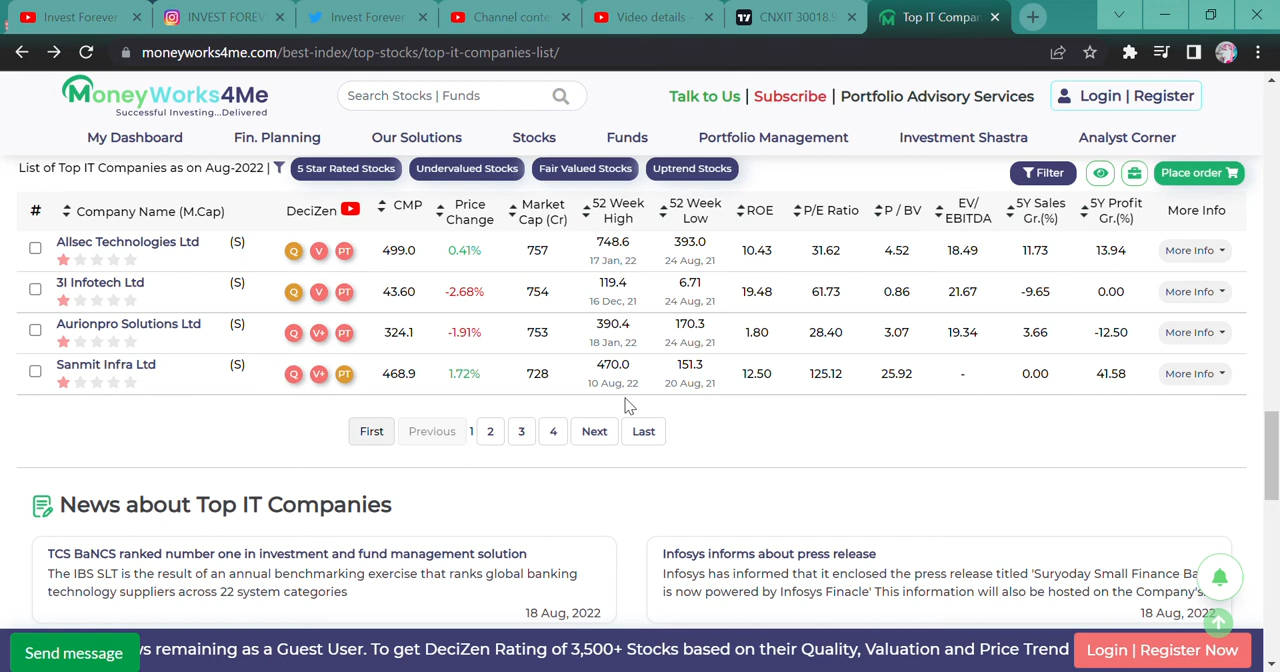 Invest Forever
INVEST FOREV
Invest Forever
Channel conte
Video details -
CNXIT 30018.9
Top IT Compan
moneyworks4me.com/best-index/top-stocks/top-it-companies-list/
MoneyWorks4Me
Successful Investing...Delivered
Search Stocks | Funds
Talk to Us | Subscribe | Portfolio Advisory Services
Login | Register
My Dashboard Fin. Planning Our Solutions Stocks Funds Portfolio Management Investment Shastra Analyst Corner
List of Top IT Companies as on Aug-2022 | 5 Star Rated Stocks Undervalued Stocks Fair Valued Stocks Uptrend Stocks Filter Place order
# Company Name (M.Cap) DeciZen CMP Price Change Market Cap (Cr) 52 Week High 52 Week Low ROE P/E Ratio P / BV EV/ EBITDA 5Y Sales Gr.(%) 5Y Profit Gr.(%) More Info
Allsec Technologies Ltd (S) Q V PT 499.0 0.41% 757 748.6 393.0 10.43 31.62 4.52 18.49 11.73 13.94 More Info
17 Jan, 22 24 Aug, 21
3I Infotech Ltd (S) Q V PT 43.60 -2.68% 754 119.4 6.71 19.48 61.73 0.86 21.67 -9.65 0.00 More Info
16 Dec, 21 24 Aug, 21
Aurionpro Solutions Ltd (S) Q V+ PT 324.1 -1.91% 753 390.4 170.3 1.80 28.40 3.07 19.34 3.66 -12.50 More Info
18 Jan, 22 24 Aug, 21
Sanmit Infra Ltd (S) Q V+ PT 468.9 1.72% 728 470.0 151.3 12.50 125.12 25.92 - 0.00 41.58 More Info
10 Aug, 22 20 Aug, 21
First Previous 1 2 3 4 Next Last
News about Top IT Companies
TCS BaNCS ranked number one in investment and fund management solution
The IBS SLT is the result of an annual benchmarking exercise that ranks global banking
technology suppliers across 22 system categories
18 Aug, 2022
Infosys informs about press release
Infosys has informed that it enclosed the press release titled 'Suryoday Small Finance Ba
is now powered by Infosys Finacle' This information will also be hosted on the Company's
18 Aug, 2022
Send message
ys remaining as a Guest User. To get DeciZen Rating of 3,500+ Stocks based on their Quality, Valuation and Price Trend
Login | Register Now